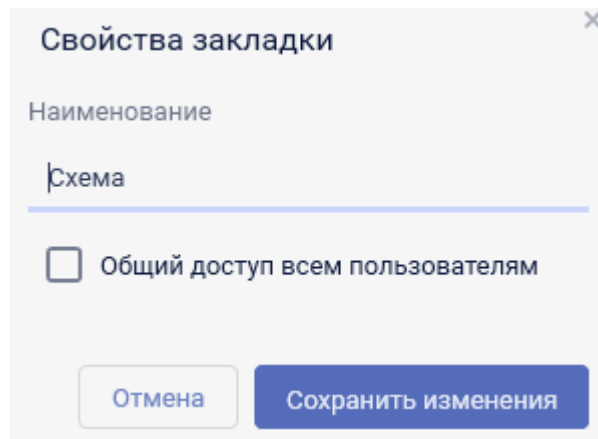 Свойства закладки
Наименование
Схема
Общий доступ всем пользователям
Отмена
Сохранить изменения